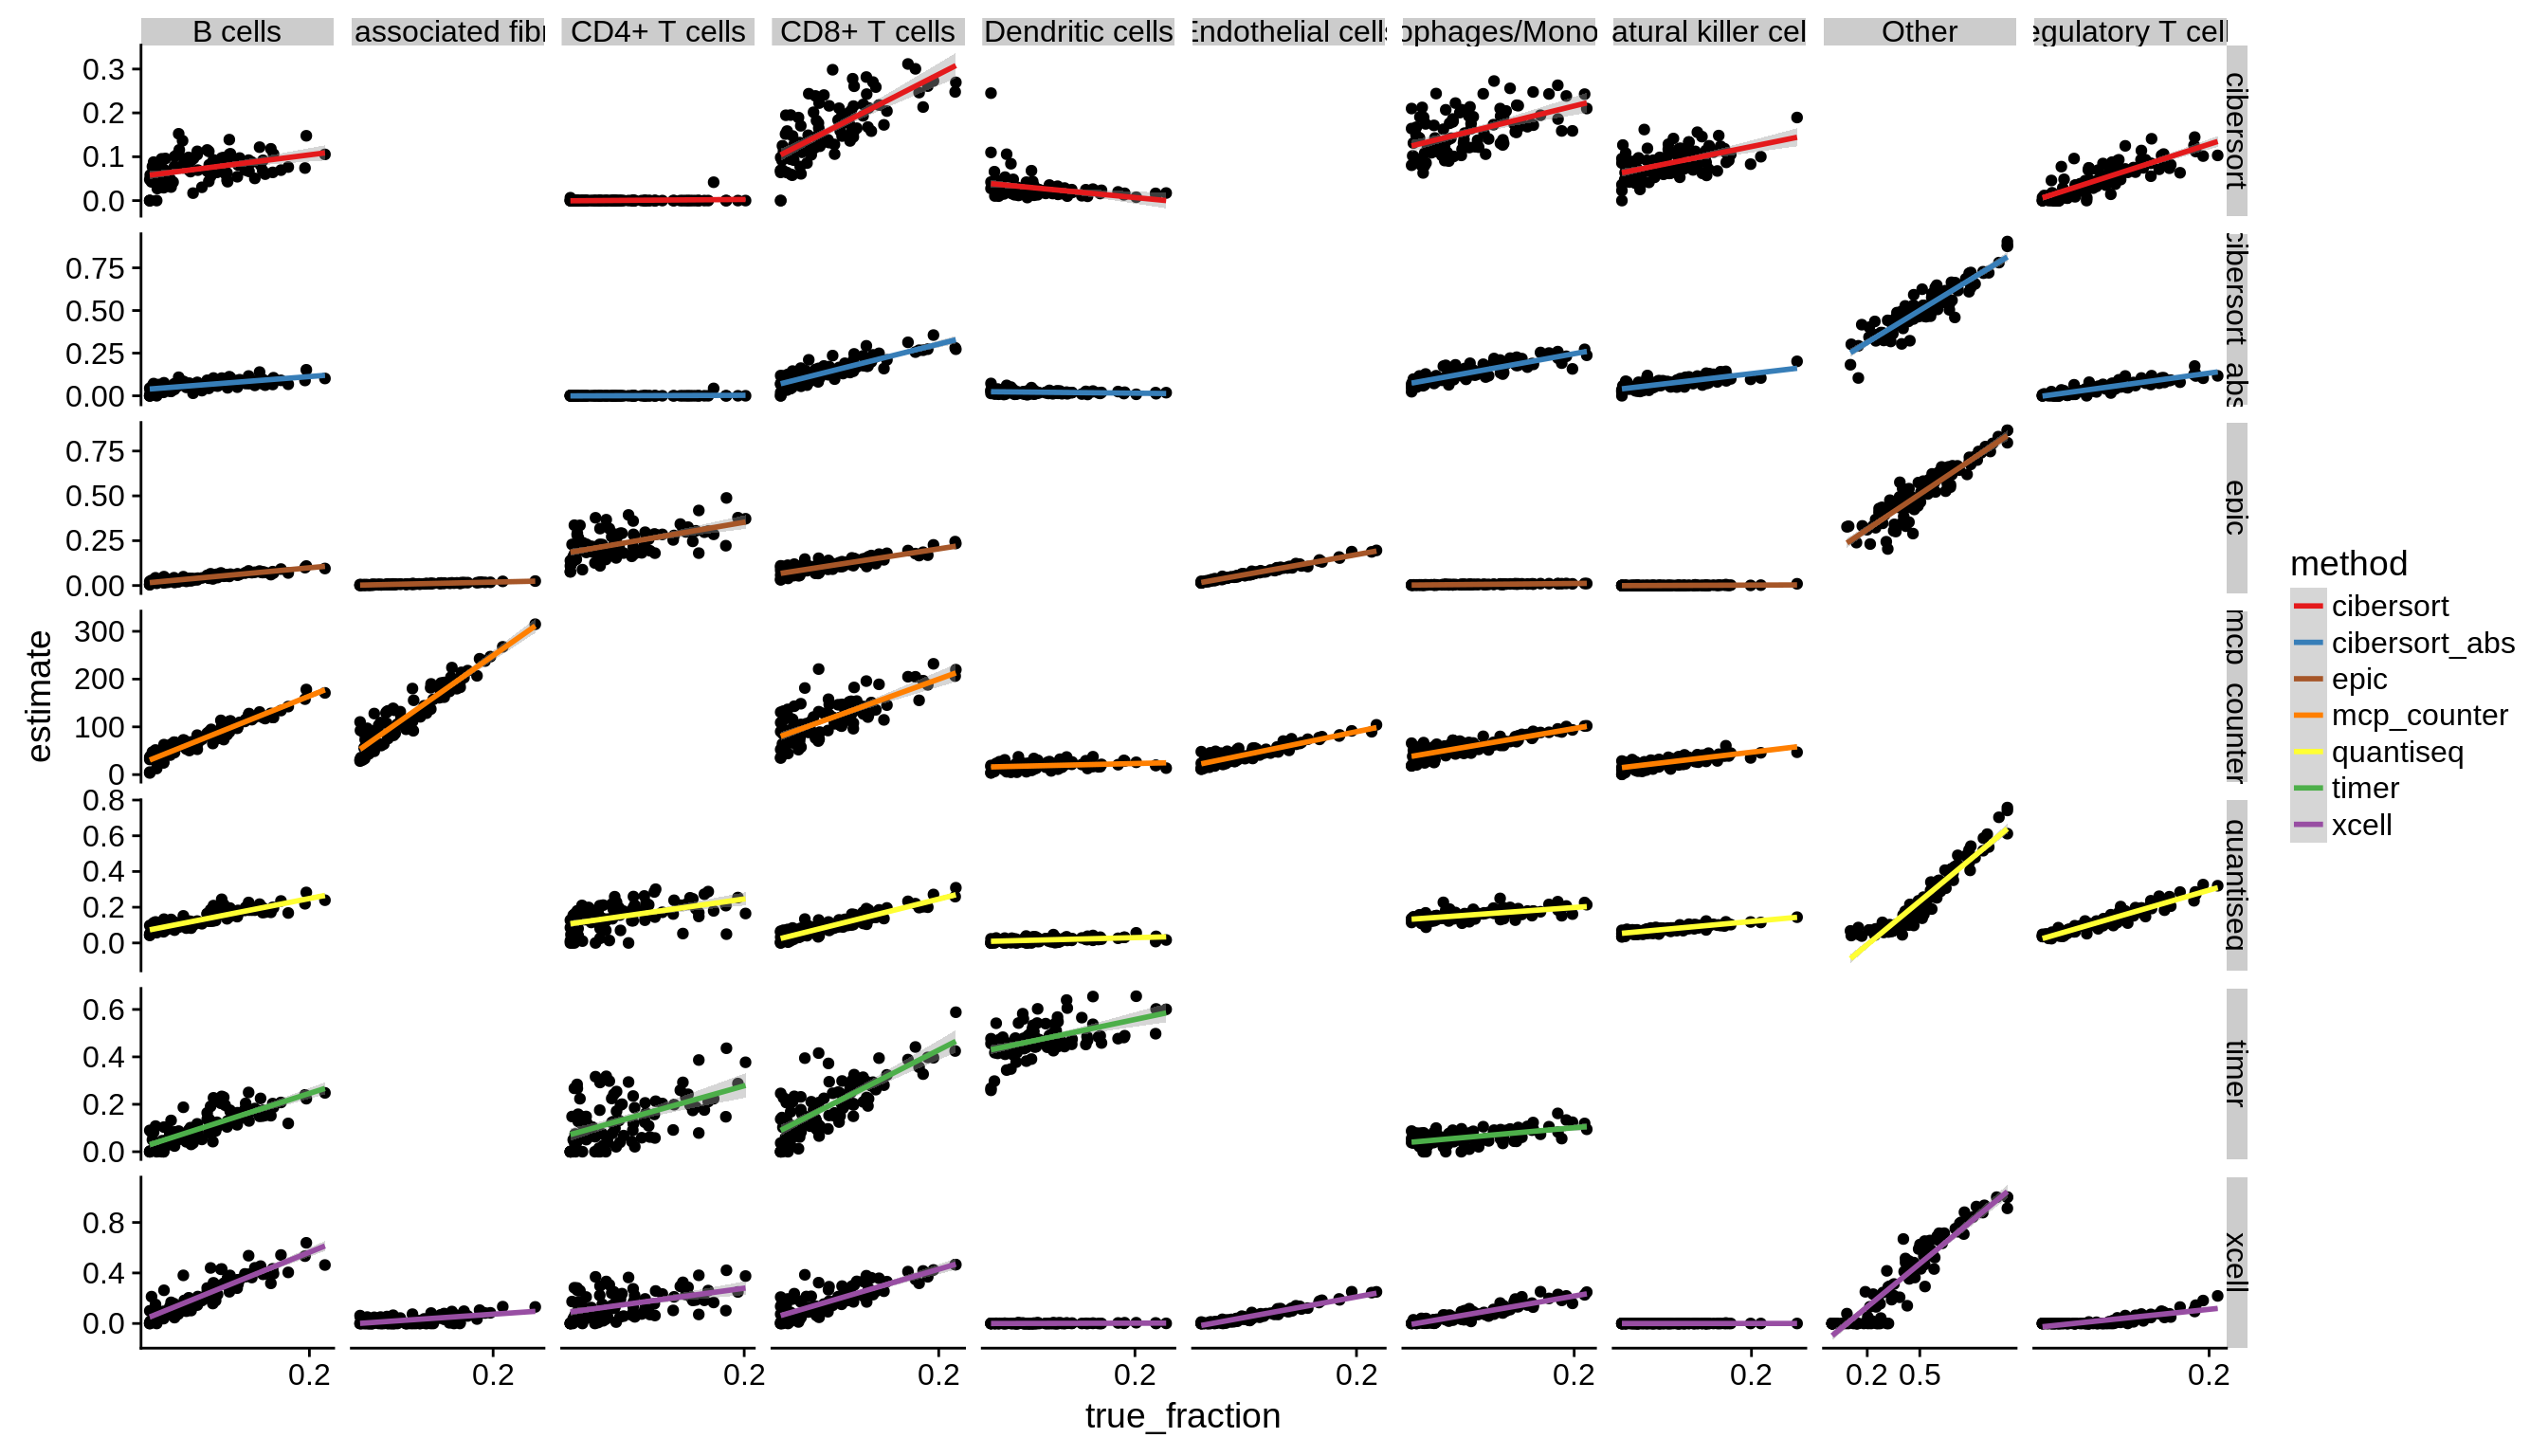 B cells associated fibr CD4+ T cells CD8+ T cells Dendritic cells Endothelial cells ophages/Mono atural killer cel Other egulatory T cell
0.3
0.2
0.1
0.0
cibersort
0.75
0.50
0.25
0.00
cibersort_abs
0.75
0.50
0.25
0.00
epic
300
200
100
0
mcp_counter
0.8
0.6
0.4
0.2
0.0
quantiseq
0.6
0.4
0.2
0.0
timer
0.8
0.4
0.0
xcell
0.2 0.2 0.2 0.2 0.2 0.2 0.2 0.2 0.2 0.5 0.2
true_fraction
estimate
method
cibersort
cibersort_abs
epic
mcp_counter
quantiseq
timer
xcell